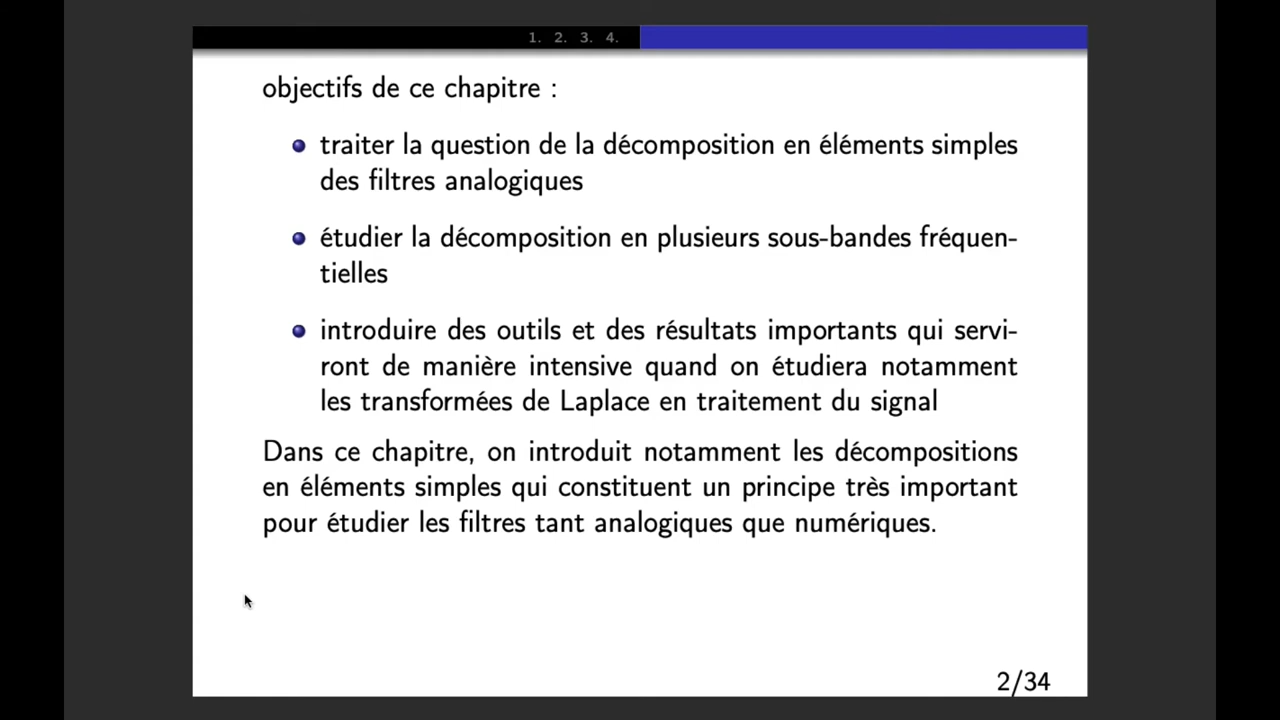 1. 2. 3. 4.
objectifs de ce chapitre :
traiter la question de la décomposition en éléments simples
des filtres analogiques
étudier la décomposition en plusieurs sous-bandes fréquen-
tielles
introduire des outils et des résultats importants qui servi-
ront de manière intensive quand on étudiera notamment
les transformées de Laplace en traitement du signal
Dans ce chapitre, on introduit notamment les décompositions
en éléments simples qui constituent un principe très important
pour étudier les filtres tant analogiques que numériques.
2/34